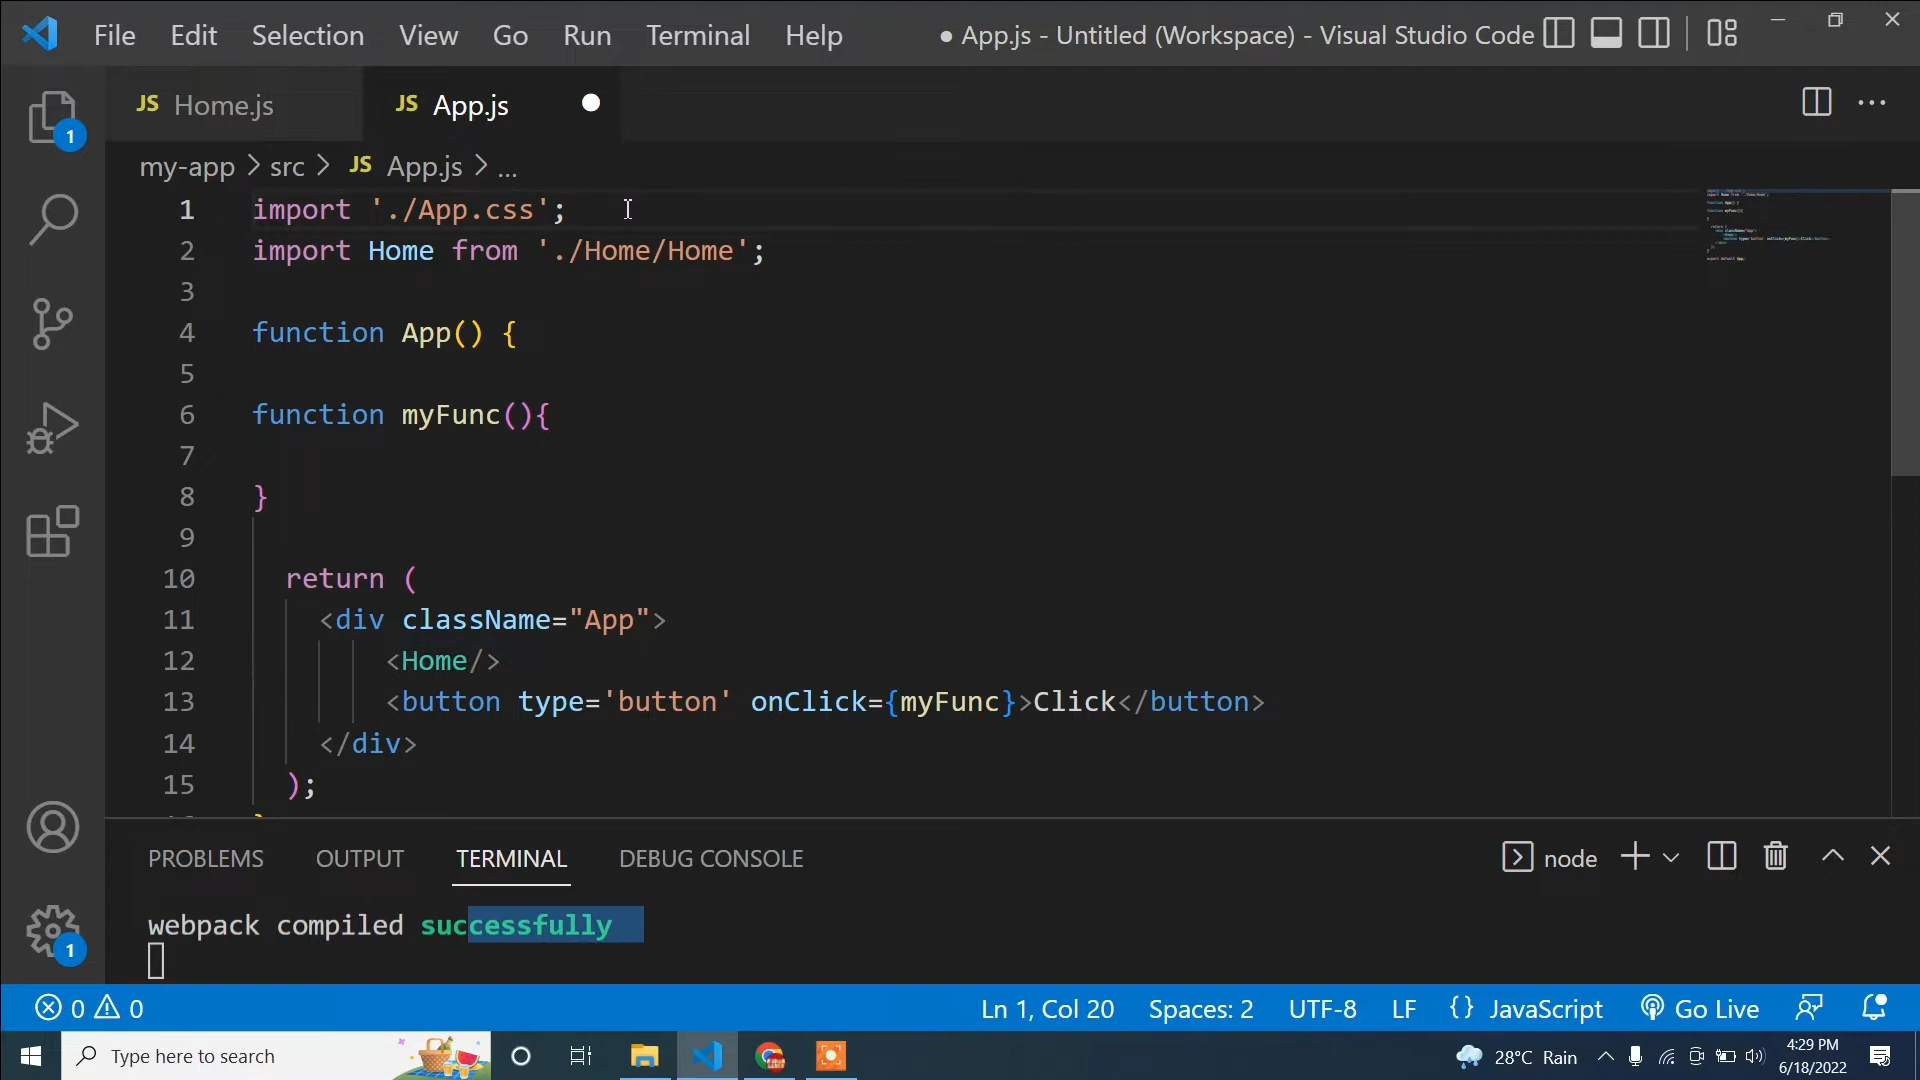 File Edit Selection View Go Run Terminal Help ● App.js - Untitled (Workspace) - Visual Studio Code
JS Home.js JS App.js
my-app > src > JS App.js > ...
1 import './App.css';
2 import Home from './Home/Home';
3
4 function App() {
5
6 function myFunc(){
7
8 }
9
10 return (
11 <div className="App">
12 <Home/>
13 <button type='button' onClick={myFunc}>Click</button>
14 </div>
15 );
PROBLEMS OUTPUT TERMINAL DEBUG CONSOLE node
webpack compiled successfully
1
1
0 0 Ln 1, Col 20 Spaces: 2 UTF-8 LF {} JavaScript Go Live
Type here to search 28°C Rain 4:29 PM
6/18/2022